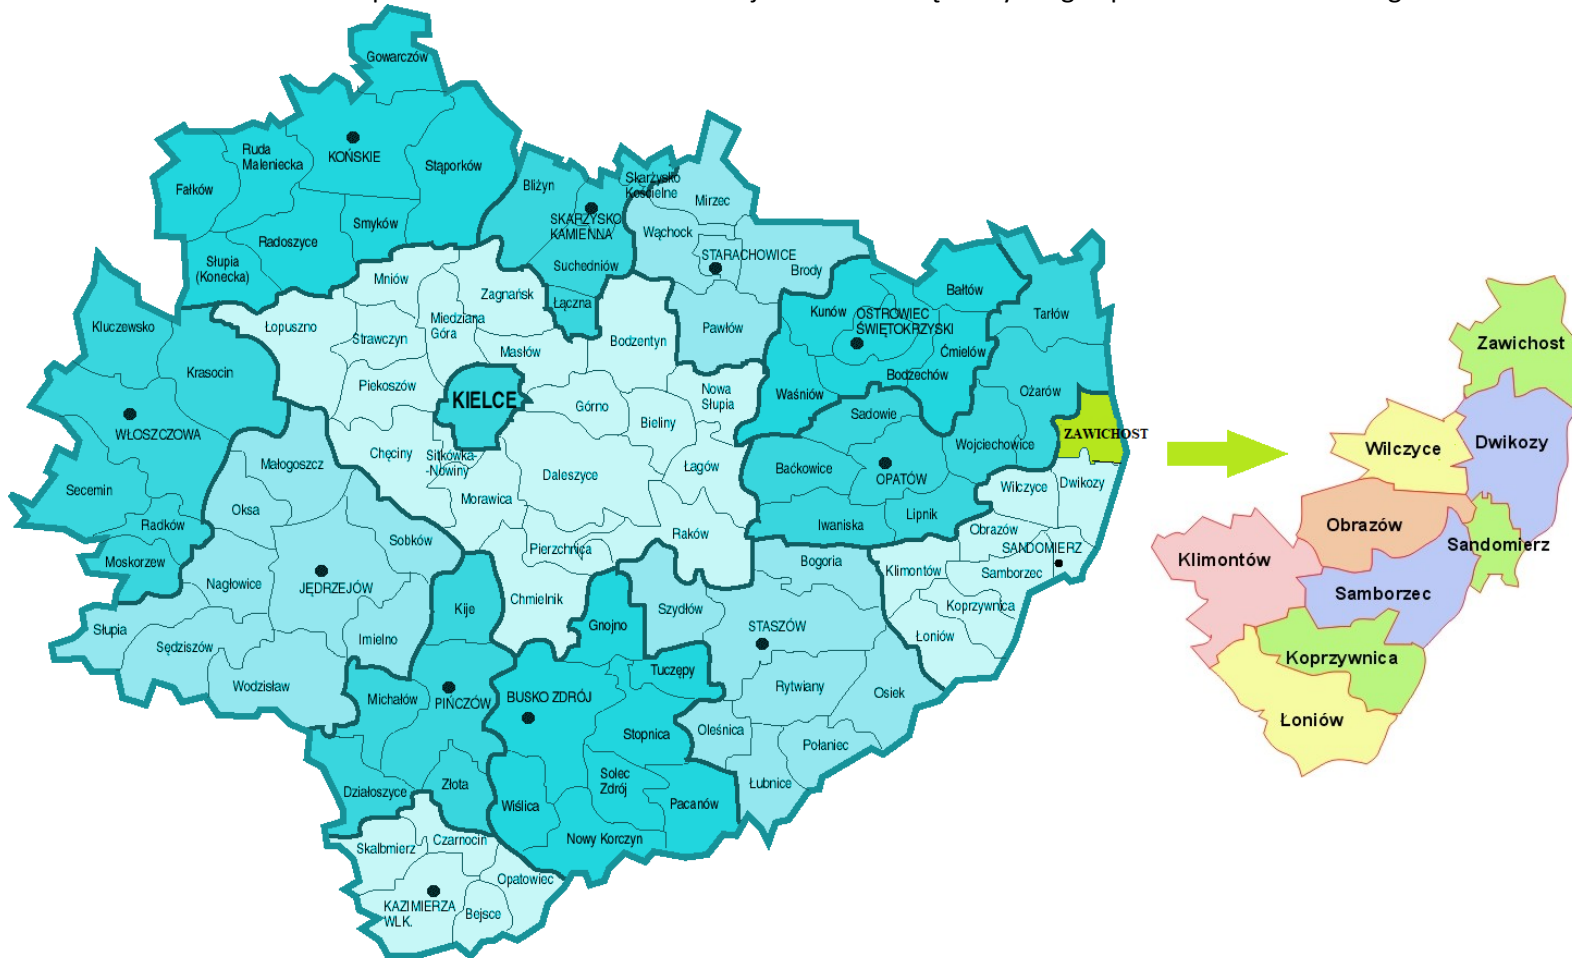 Gowarczów
Ruda
Maleniecka
KOŃSKIE
Stąporków
Fałków
Smyków
Radoszyce
Słupia
(Konecka)
Bliżyn
Skarżysko
Kościelne
SKARŻYSKO
KAMIENNA
Suchedniów
Łączna
Mirzec
Wąchock
STARACHOWICE
Brody
Pawłów
Mniów
Zagnańsk
Łopuszno
Strawczyn
Miedziana
Góra
Masłów
Bodzentyn
Piekoszów
KIELCE
Górno
Bieliny
Nowa
Słupia
Chęciny
Sitkówka-
-Nowiny
Daleszyce
Łagów
Morawica
Raków
Pierzchnica
Chmielnik
Kunów
OSTROWIEC
ŚWIĘTOKRZYSKI
Bałtów
Ćmielów
Bodzechów
Waśniów
Tarłów
Ożarów
Sadowie
Wojciechowice
Baćkowice
OPATÓW
Iwaniska
Lipnik
ZAWICHOST
Wilczyce
Dwikozy
Obrazów
SANDOMIERZ
Klimontów
Samborzec
Koprzywnica
Łoniów
Kluczewsko
Krasocin
WŁOSZCZOWA
Secemin
Radków
Moskorzew
Małogoszcz
Oksa
Sobków
Nagłowice
JĘDRZEJÓW
Słupia
Sędziszów
Imielno
Wodzisław
Kije
Michałów
PIŃCZÓW
Działoszyce
Złota
Gnojno
Tuczępy
BUSKO ZDRÓJ
Stopnica
Solec
Zdrój
Wiślica
Pacanów
Nowy Korczyn
Bogoria
Szydłów
STASZÓW
Rytwiany
Osiek
Oleśnica
Połaniec
Łubnice
Skalbmierz
Czarnocin
KAZIMIERZA
WLK.
Opatowiec
Bejsce
Zawichost
Dwikozy
Wilczyce
Obrazów
Sandomierz
Klimontów
Samborzec
Koprzywnica
Łoniów